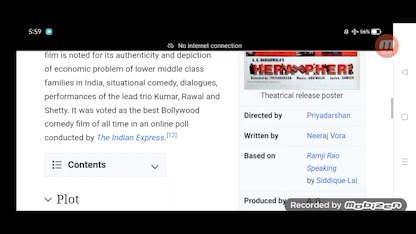 5:59
56%
No internet connection
film is noted for its authenticity and depiction
of economic problem of lower middle class
families in India, situational comedy, dialogues,
performances of the lead trio Kumar, Rawal and
Shetty. It was voted as the best Bollywood
comedy film of all time in an online poll
conducted by The Indian Express.[12]
Contents
Plot
HERA PHERI
Theatrical release poster
Directed by Priyadarshan
Written by Neeraj Vora
Based on Ramji Rao
Speaking
by Siddique-Lal
Produced by
Recorded by
MOBIZEN